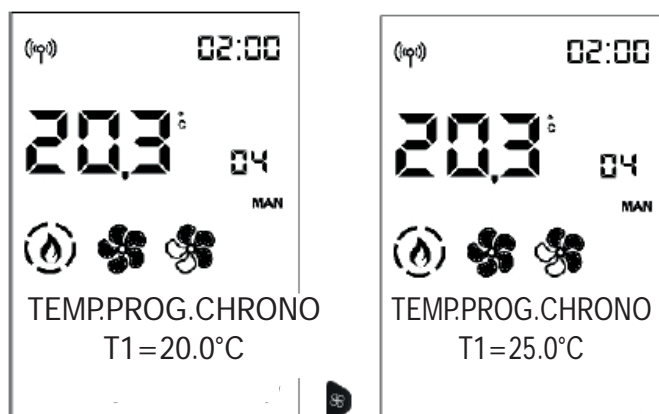 02:00
20,3 °C
04
MAN
TEMP.PROG.CHRONO
T1=20.0°C
02:00
20,3 °C
04
MAN
TEMP.PROG.CHRONO
T1=25.0°C